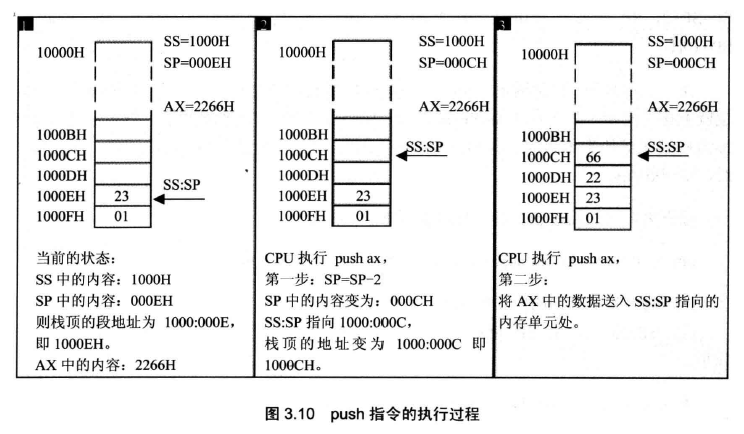 1
SS=1000H
10000H
SP=000EH
AX=2266H
1000BH
1000CH
1000DH
SS:SP
1000EH 23
1000FH 01
当前的状态：
SS 中的内容：1000H
SP 中的内容：000EH
则栈顶的段地址为 1000:000E，
即 1000EH。
AX 中的内容：2266H
2
SS=1000H
10000H
SP=000CH
AX=2266H
1000BH
SS:SP
1000CH
1000DH
1000EH 23
1000FH 01
CPU 执行 push ax，
第一步：SP=SP–2
SP 中的内容变为：000CH
SS:SP 指向 1000:000C，
栈顶的地址变为 1000:000C 即
1000CH。
3
SS=1000H
10000H
SP=000CH
AX=2266H
1000BH
SS:SP
1000CH 66
1000DH 22
1000EH 23
1000FH 01
CPU 执行 push ax，
第二步：
将 AX 中的数据送入 SS:SP 指向的
内存单元处。
图 3.10 push 指令的执行过程